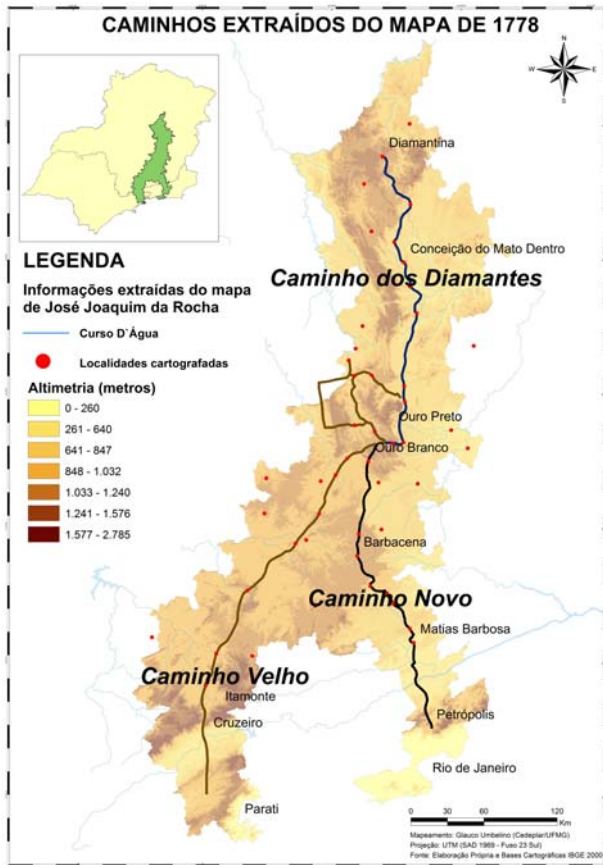 CAMINHOS EXTRAÍDOS DO MAPA DE 1778
N
W
E
S
Diamantina
LEGENDA
Conceição do Mato Dentro
Caminho dos Diamantes
Informações extraídas do mapa
de José Joaquim da Rocha
Curso D`Água
Localidades cartografadas
Altimetria (metros)
0 - 260
261 - 640
641 - 847
848 - 1.032
1.033 - 1.240
1.241 - 1.576
1.577 - 2.785
Ouro Preto
Ouro Branco
Barbacena
Caminho Novo
Matias Barbosa
Caminho Velho
Itamonte
Cruzeiro
Petrópolis
Rio de Janeiro
Parati
0 30 60 120
Km
Mapeamento: Glauco Umbelino (Cedeplar/UFMG)
Projeção: UTM (SAD 1969 - Fuso 23 Sul)
Fonte: Elaboração Própria e Bases Cartográficas IBGE 2000